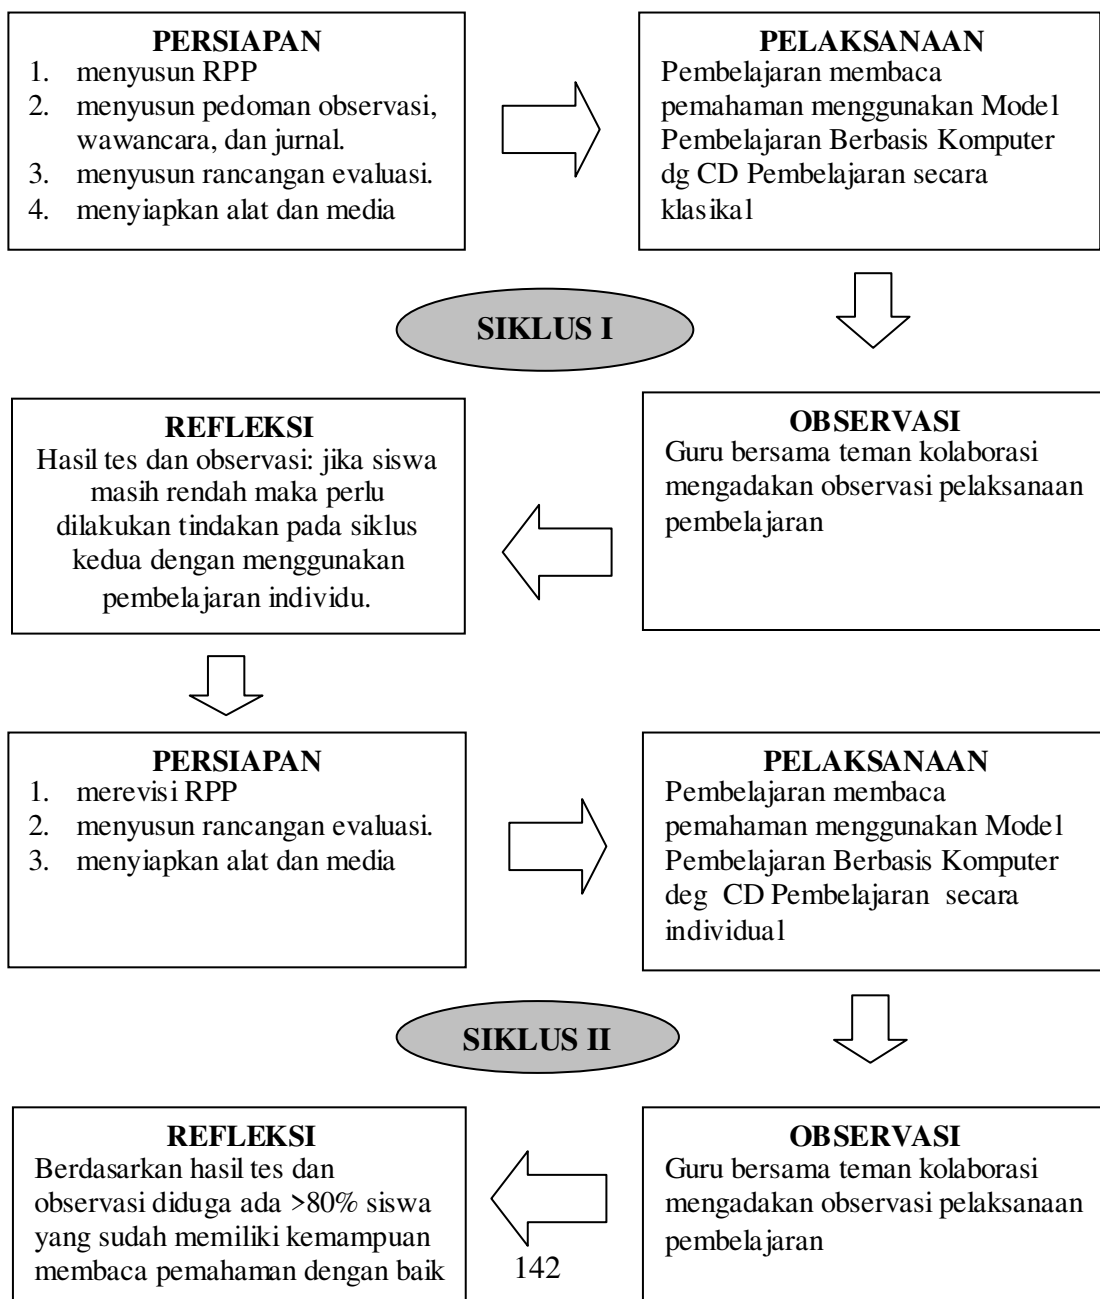 PERSIAPAN
1. menyusun RPP
2. menyusun pedoman observasi,
wawancara, dan jurnal.
3. menyusun rancangan evaluasi.
4. menyiapkan alat dan media
PELAKSANAAN
Pembelajaran membaca
pemahaman menggunakan Model
Pembelajaran Berbasis Komputer
dg CD Pembelajaran secara
klasikal
SIKLUS I
OBSERVASI
Guru bersama teman kolaborasi
mengadakan observasi pelaksanaan
pembelajaran
REFLEKSI
Hasil tes dan observasi: jika siswa
masih rendah maka perlu
dilakukan tindakan pada siklus
kedua dengan menggunakan
pembelajaran individu.
PERSIAPAN
1. merevisi RPP
2. menyusun rancangan evaluasi.
3. menyiapkan alat dan media
PELAKSANAAN
Pembelajaran membaca
pemahaman menggunakan Model
Pembelajaran Berbasis Komputer
deg CD Pembelajaran secara
individual
SIKLUS II
OBSERVASI
Guru bersama teman kolaborasi
mengadakan observasi pelaksanaan
pembelajaran
REFLEKSI
Berdasarkan hasil tes dan
observasi diduga ada >80% siswa
yang sudah memiliki kemampuan
membaca pemahaman dengan baik
142